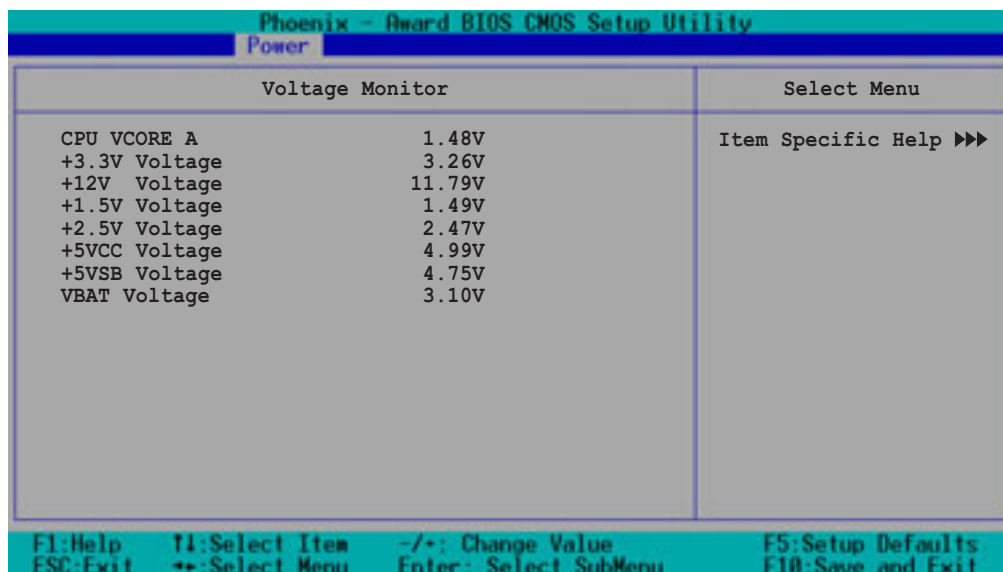 Phoenix - Award BIOS CMOS Setup Utility
Power
Voltage Monitor Select Menu
CPU VCORE A 1.48V Item Specific Help ▶▶▶
+3.3V Voltage 3.26V
+12V Voltage 11.79V
+1.5V Voltage 1.49V
+2.5V Voltage 2.47V
+5VCC Voltage 4.99V
+5VSB Voltage 4.75V
VBAT Voltage 3.10V
F1:Help ↑↓:Select Item -/+: Change Value F5:Setup Defaults
ESC:Exit ←→:Select Menu Enter: Select SubMenu F10:Save and Exit